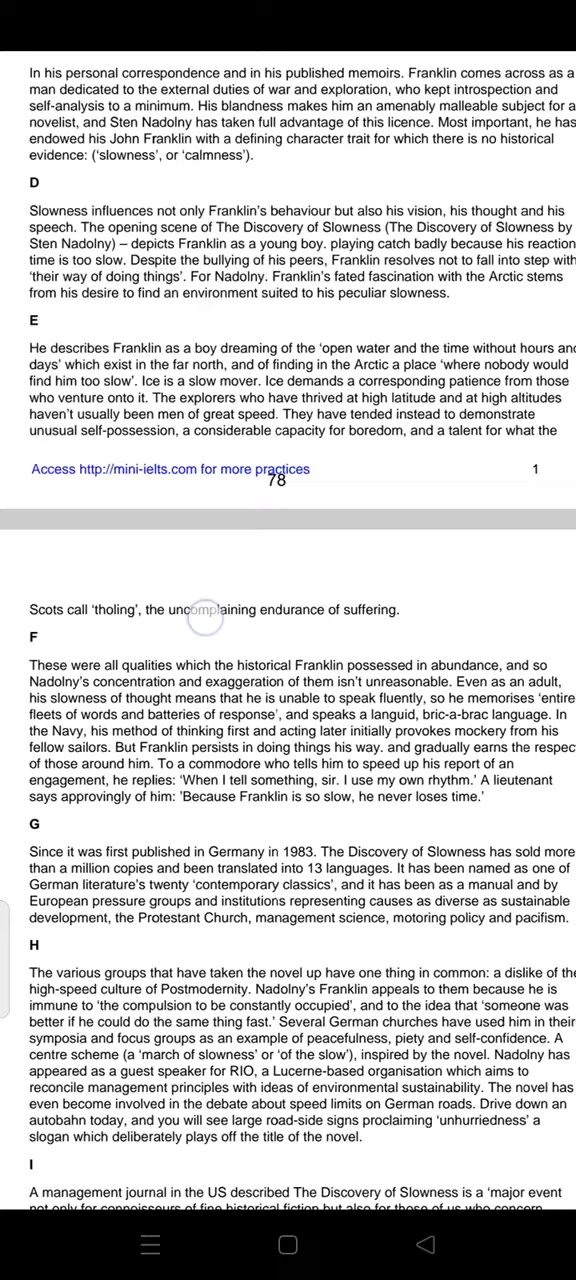 In his personal correspondence and in his published memoirs. Franklin comes across as a
man dedicated to the external duties of war and exploration, who kept introspection and
self-analysis to a minimum. His blandness makes him an amenably malleable subject for a
novelist, and Sten Nadolny has taken full advantage of this licence. Most important, he has
endowed his John Franklin with a defining character trait for which there is no historical
evidence: ('slowness', or 'calmness').
D
Slowness influences not only Franklin's behaviour but also his vision, his thought and his
speech. The opening scene of The Discovery of Slowness (The Discovery of Slowness by
Sten Nadolny) – depicts Franklin as a young boy. playing catch badly because his reaction
time is too slow. Despite the bullying of his peers, Franklin resolves not to fall into step with
'their way of doing things'. For Nadolny. Franklin's fated fascination with the Arctic stems
from his desire to find an environment suited to his peculiar slowness.
E
He describes Franklin as a boy dreaming of the 'open water and the time without hours and
days' which exist in the far north, and of finding in the Arctic a place 'where nobody would
find him too slow'. Ice is a slow mover. Ice demands a corresponding patience from those
who venture onto it. The explorers who have thrived at high latitude and at high altitudes
haven't usually been men of great speed. They have tended instead to demonstrate
unusual self-possession, a considerable capacity for boredom, and a talent for what the
Access http://mini-ielts.com for more practices 1
78
Scots call 'tholing', the uncomplaining endurance of suffering.
F
These were all qualities which the historical Franklin possessed in abundance, and so
Nadolny's concentration and exaggeration of them isn't unreasonable. Even as an adult,
his slowness of thought means that he is unable to speak fluently, so he memorises 'entire
fleets of words and batteries of response', and speaks a languid, bric-a-brac language. In
the Navy, his method of thinking first and acting later initially provokes mockery from his
fellow sailors. But Franklin persists in doing things his way. and gradually earns the respec
of those around him. To a commodore who tells him to speed up his report of an
engagement, he replies: 'When I tell something, sir. I use my own rhythm.' A lieutenant
says approvingly of him: 'Because Franklin is so slow, he never loses time.'
G
Since it was first published in Germany in 1983. The Discovery of Slowness has sold more
than a million copies and been translated into 13 languages. It has been named as one of
German literature's twenty 'contemporary classics', and it has been as a manual and by
European pressure groups and institutions representing causes as diverse as sustainable
development, the Protestant Church, management science, motoring policy and pacifism.
H
The various groups that have taken the novel up have one thing in common: a dislike of the
high-speed culture of Postmodernity. Nadolny's Franklin appeals to them because he is
immune to 'the compulsion to be constantly occupied', and to the idea that 'someone was
better if he could do the same thing fast.' Several German churches have used him in their
symposia and focus groups as an example of peacefulness, piety and self-confidence. A
centre scheme (a 'march of slowness' or 'of the slow'), inspired by the novel. Nadolny has
appeared as a guest speaker for RIO, a Lucerne-based organisation which aims to
reconcile management principles with ideas of environmental sustainability. The novel has
even become involved in the debate about speed limits on German roads. Drive down an
autobahn today, and you will see large road-side signs proclaiming 'unhurriedness' a
slogan which deliberately plays off the title of the novel.
I
A management journal in the US described The Discovery of Slowness is a 'major event
not only for connoisseurs of fine historical fiction but also for those of us who concern